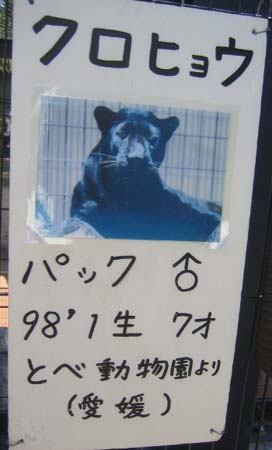 クロヒョウ
パック ♂
98'1生 7才
とべ動物園より
(愛媛)